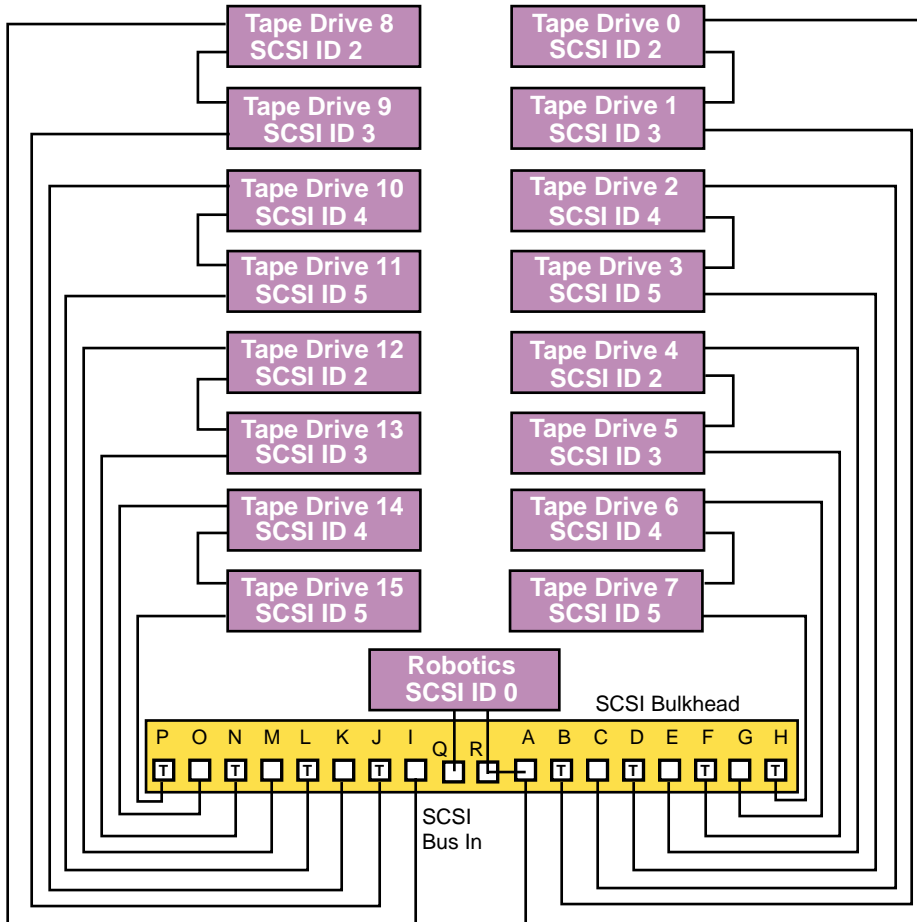 Tape Drive 8
SCSI ID 2
Tape Drive 0
SCSI ID 2
Tape Drive 9
SCSI ID 3
Tape Drive 1
SCSI ID 3
Tape Drive 10
SCSI ID 4
Tape Drive 2
SCSI ID 4
Tape Drive 11
SCSI ID 5
Tape Drive 3
SCSI ID 5
Tape Drive 12
SCSI ID 2
Tape Drive 4
SCSI ID 2
Tape Drive 13
SCSI ID 3
Tape Drive 5
SCSI ID 3
Tape Drive 14
SCSI ID 4
Tape Drive 6
SCSI ID 4
Tape Drive 15
SCSI ID 5
Tape Drive 7
SCSI ID 5
Robotics
SCSI ID 0
SCSI Bulkhead
P O N M L K J I Q R A B C D E F G H
T T T T T T T T
SCSI
Bus In